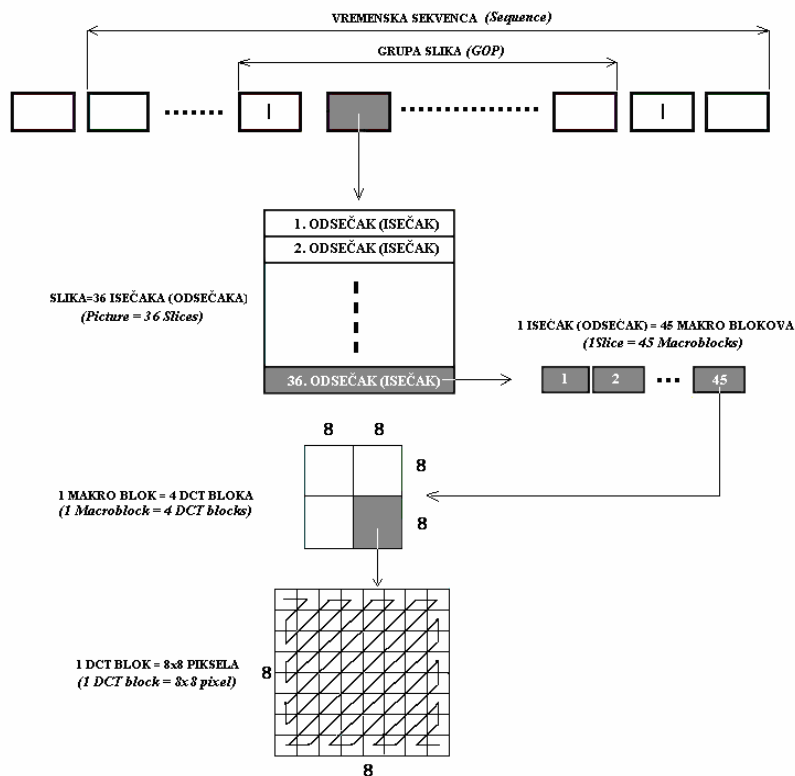 VREMENSKA SEKVENCA (Sequence)
GRUPA SLIKA (GOP)
I
I
1. ODSEČAK (ISEČAK)
2. ODSEČAK (ISEČAK)
SLIKA=36 ISEČAKA (ODSEČAKA)
(Picture = 36 Slices)
36. ODSEČAK (ISEČAK)
1 ISEČAK (ODSEČAK) = 45 MAKRO BLOKOVA
(1Slice = 45 Macroblocks)
1 2 45
8 8
8
8
1 MAKRO BLOK = 4 DCT BLOKA
(1 Macroblock = 4 DCT blocks)
1 DCT BLOK = 8x8 PIKSELA
(1 DCT block = 8x8 pixel)
8
8